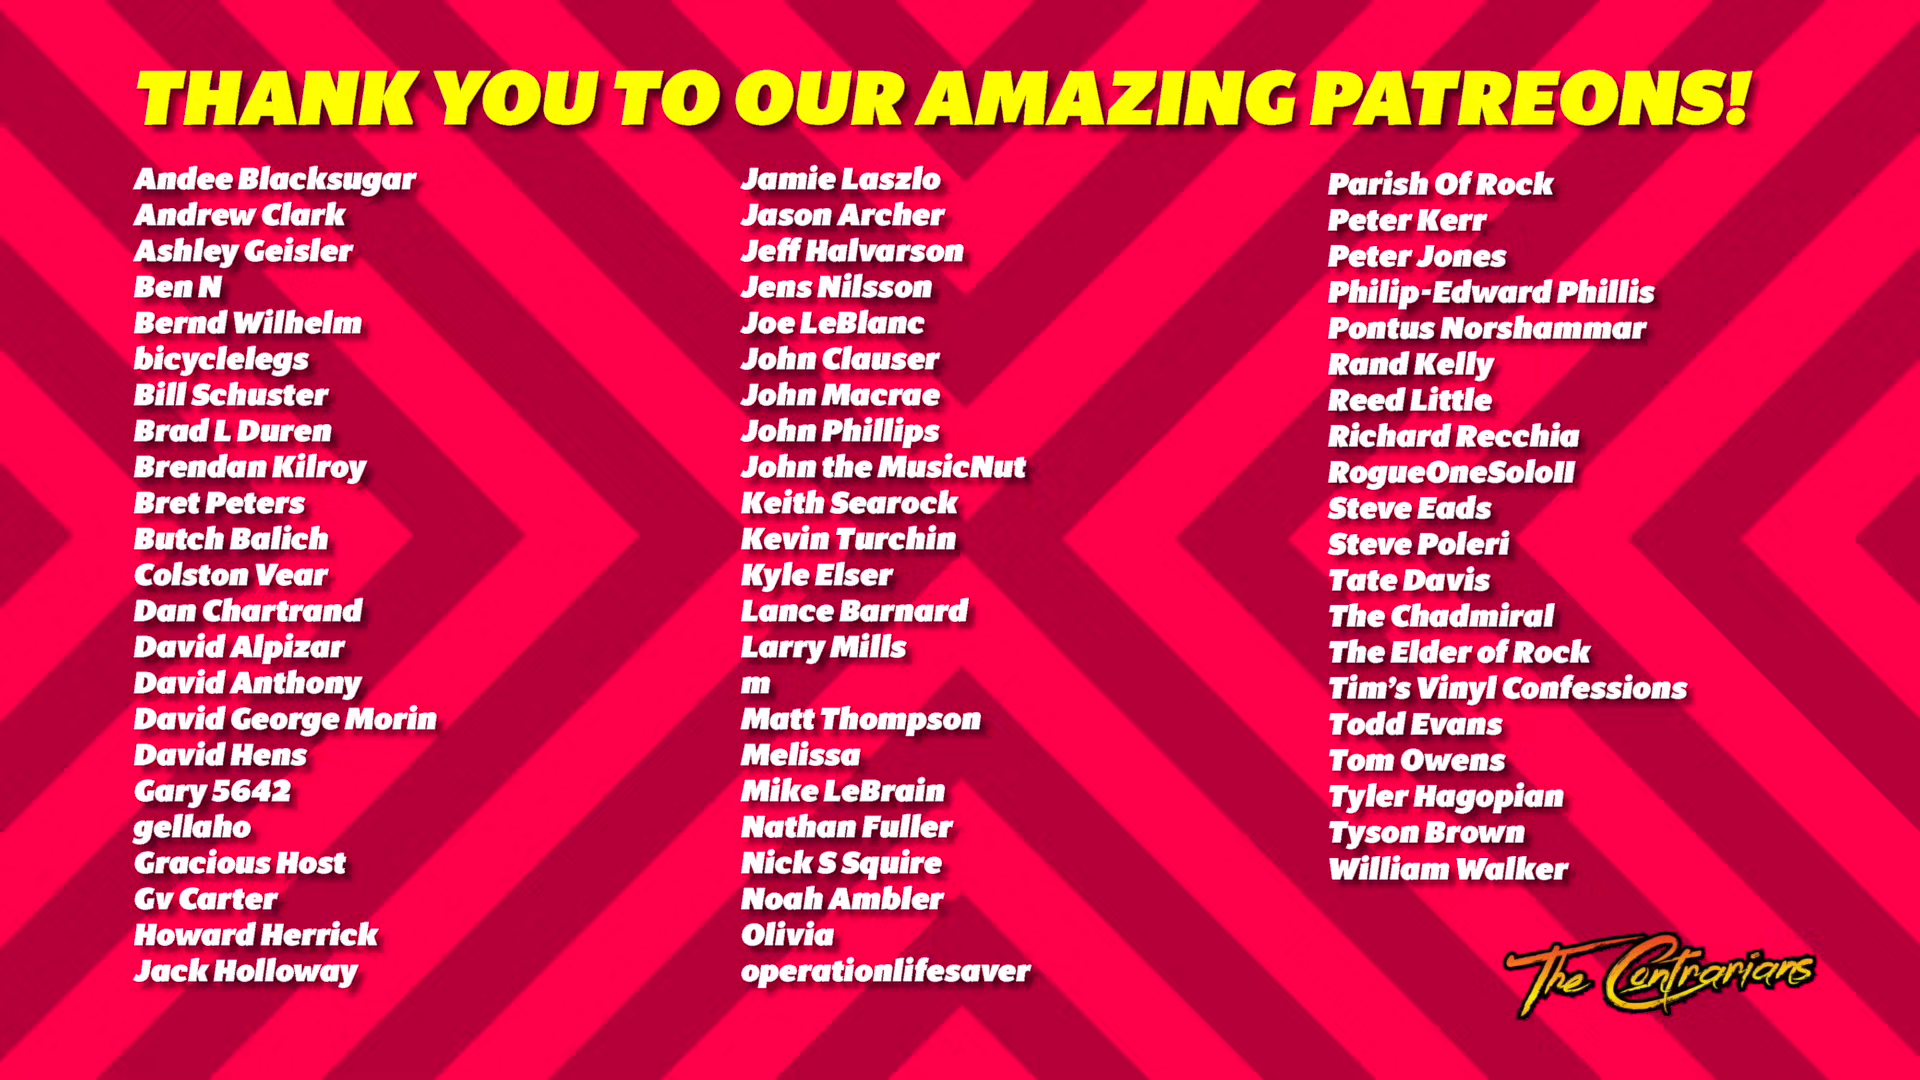 THANK YOU TO OUR AMAZING PATREONS!
Andee Blacksugar
Andrew Clark
Ashley Geisler
Ben N
Bernd Wilhelm
bicyclelegs
Bill Schuster
Brad L Duren
Brendan Kilroy
Bret Peters
Butch Balich
Colston Vear
Dan Chartrand
David Alpizar
David Anthony
David George Morin
David Hens
Gary 5642
gellaho
Gracious Host
Gv Carter
Howard Herrick
Jack Holloway
Jamie Laszlo
Jason Archer
Jeff Halvarson
Jens Nilsson
Joe LeBlanc
John Clauser
John Macrae
John Phillips
John the MusicNut
Keith Searock
Kevin Turchin
Kyle Elser
Lance Barnard
Larry Mills
m
Matt Thompson
Melissa
Mike LeBrain
Nathan Fuller
Nick S Squire
Noah Ambler
Olivia
operationlifesaver
Parish Of Rock
Peter Kerr
Peter Jones
Philip-Edward Phillis
Pontus Norshammar
Rand Kelly
Reed Little
Richard Recchia
RogueOneSoloII
Steve Eads
Steve Poleri
Tate Davis
The Chadmiral
The Elder of Rock
Tim's Vinyl Confessions
Todd Evans
Tom Owens
Tyler Hagopian
Tyson Brown
William Walker
The Contrarians